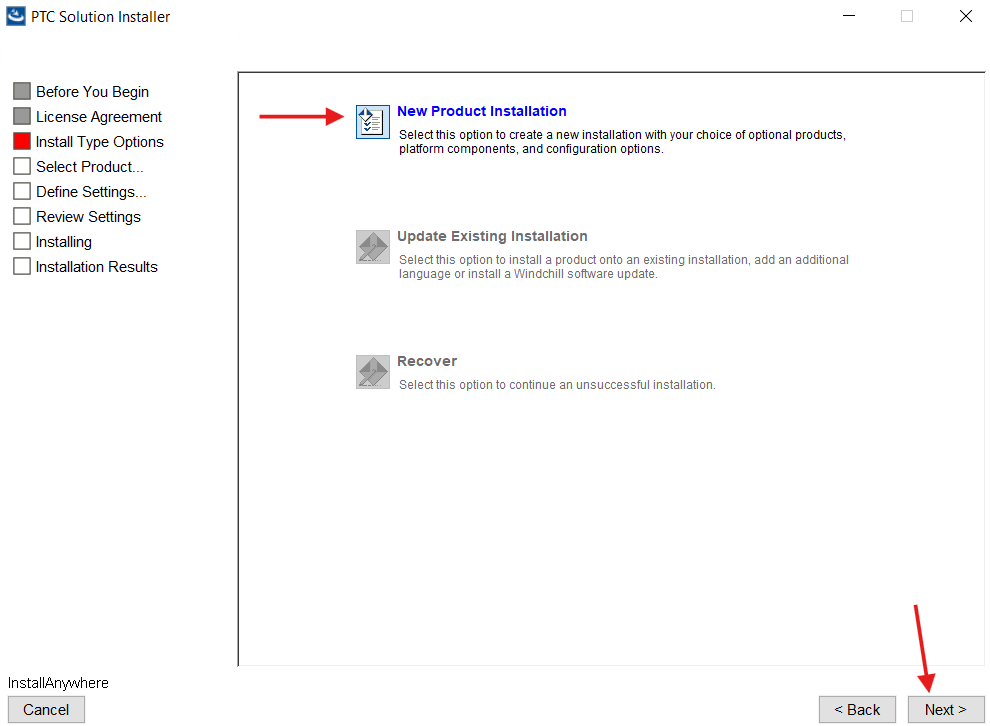 PTC Solution Installer
Before You Begin
License Agreement
Install Type Options
Select Product...
Define Settings...
Review Settings
Installing
Installation Results
New Product Installation
Select this option to create a new installation with your choice of optional products,
platform components, and configuration options.
Update Existing Installation
Select this option to install a product onto an existing installation, add an additional
language or install a Windchill software update.
Recover
Select this option to continue an unsuccessful installation.
InstallAnywhere
Cancel
< Back
Next >